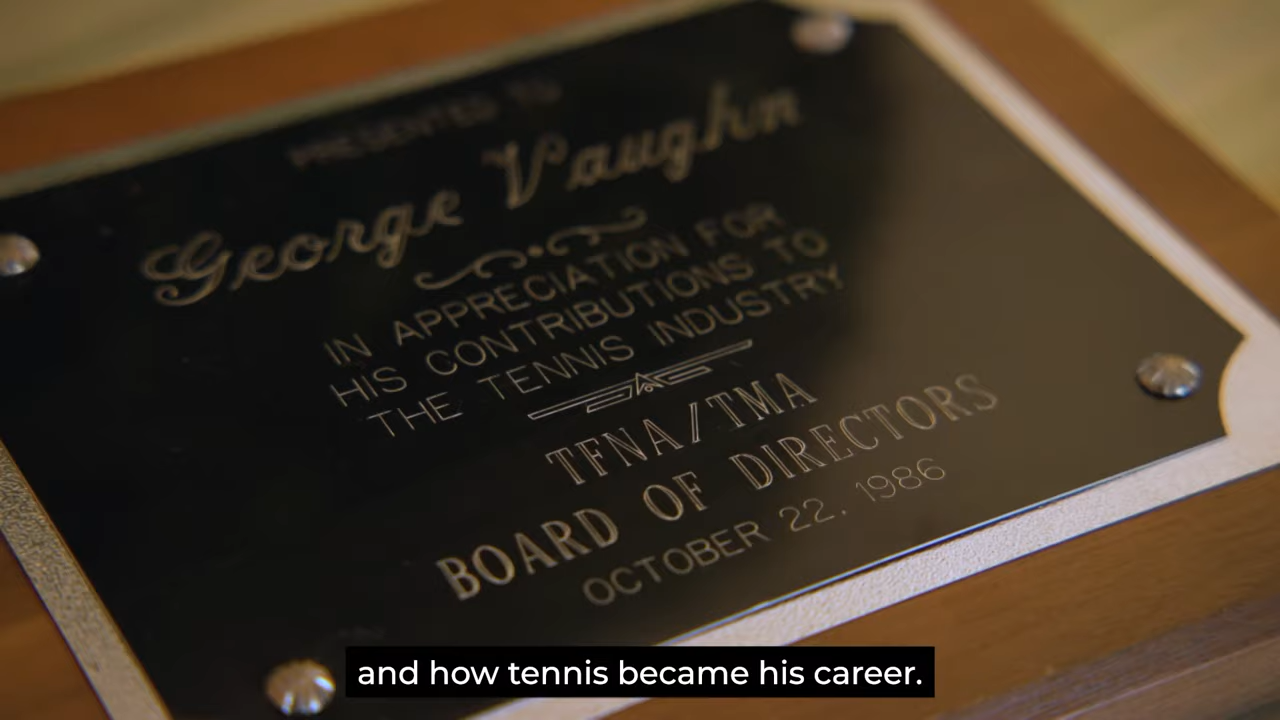 PRESENTED TO
George Vaughn
IN APPRECIATION FOR
HIS CONTRIBUTIONS TO
THE TENNIS INDUSTRY
TFNA/TMA
BOARD OF DIRECTORS
OCTOBER 22, 1986
and how tennis became his career.